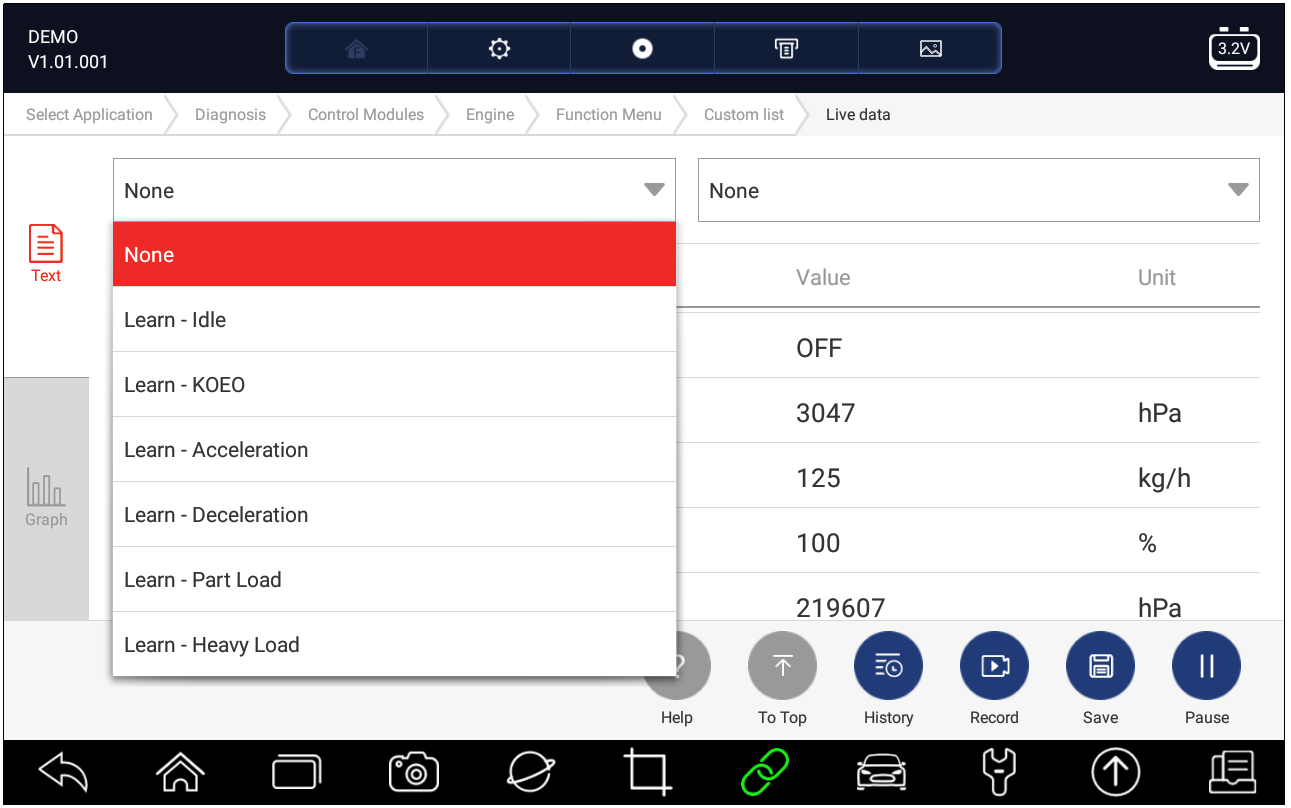 DEMO
V1.01.001
3.2V
Select Application
Diagnosis
Control Modules
Engine
Function Menu
Custom list
Live data
None
None
Text
Graph
None
Learn - Idle
Learn - KOEO
Learn - Acceleration
Learn - Deceleration
Learn - Part Load
Learn - Heavy Load
Value Unit
OFF
3047 hPa
125 kg/h
100 %
219607 hPa
?
Help
To Top
History
Record
Save
Pause